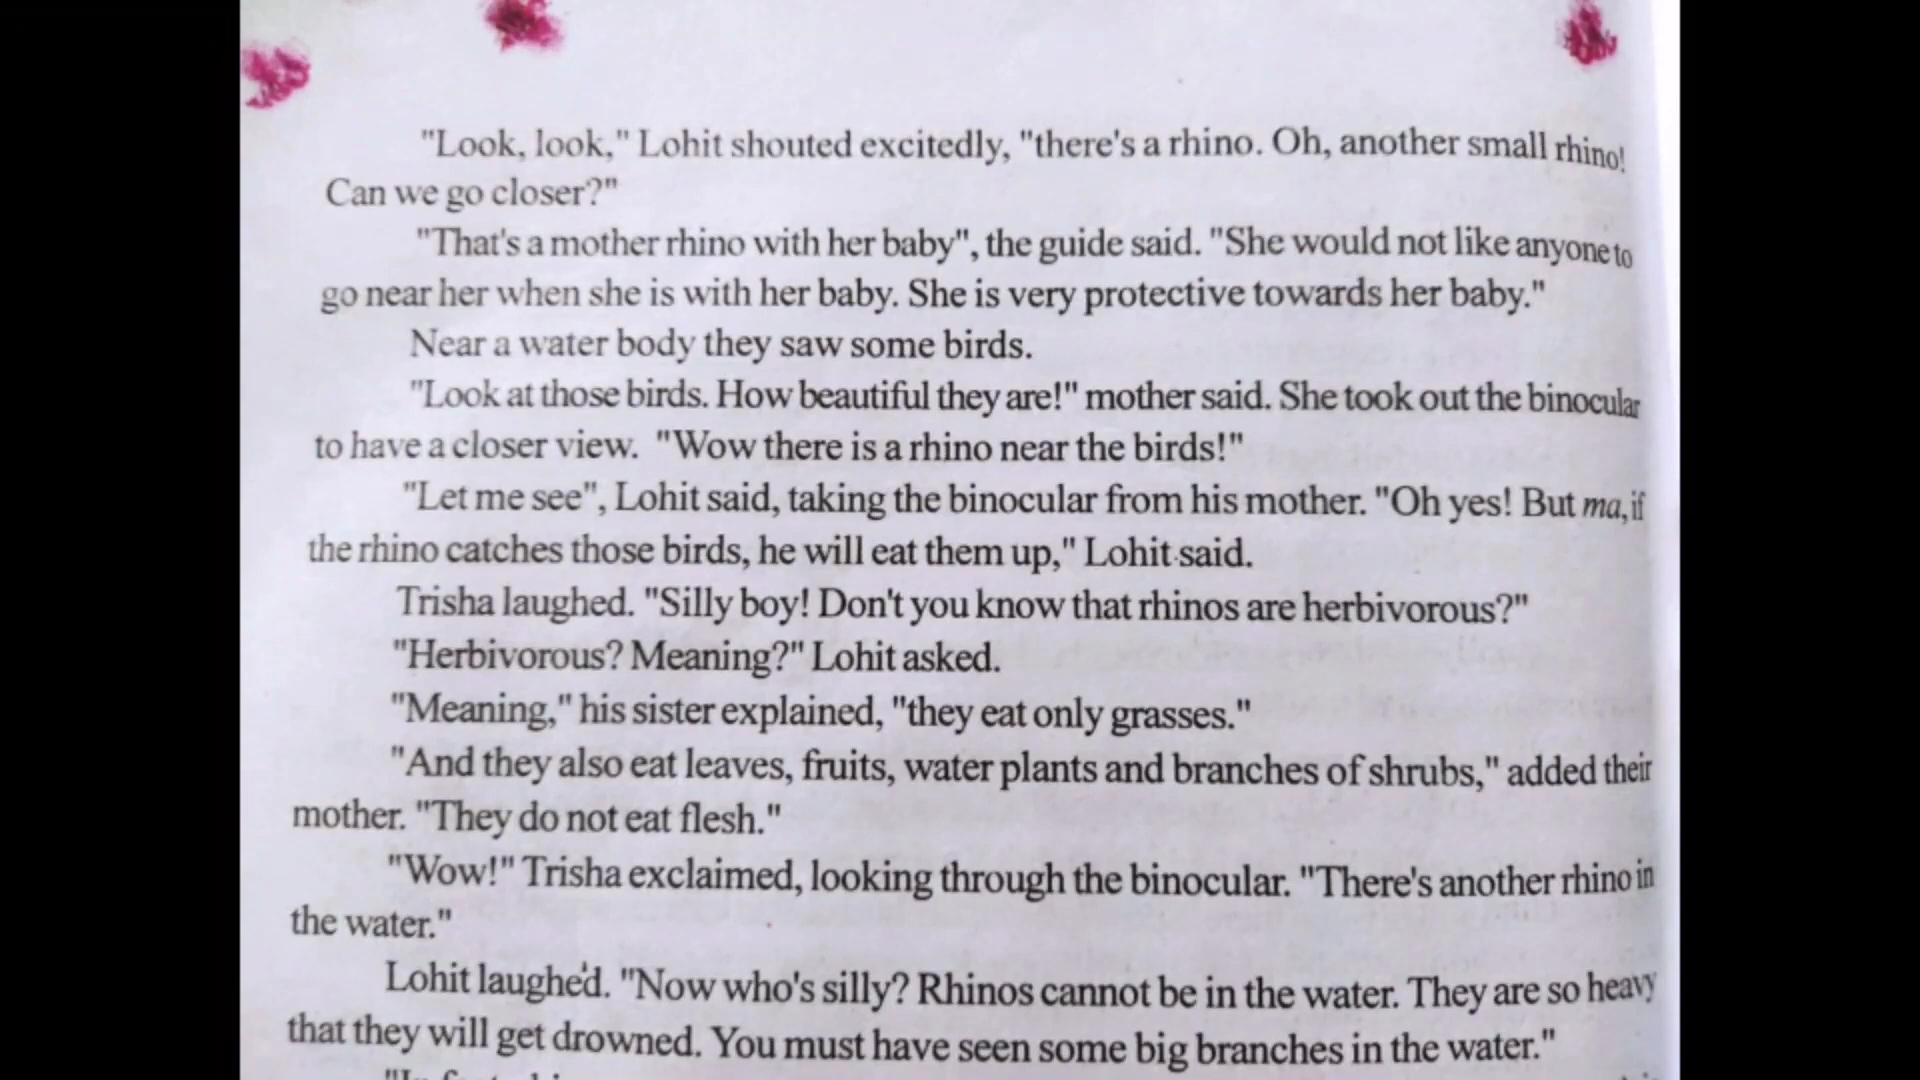 "Look, look," Lohit shouted excitedly, "there's a rhino. Oh, another small rhino!
Can we go closer?"
"That's a mother rhino with her baby", the guide said. "She would not like anyone to
go near her when she is with her baby. She is very protective towards her baby."
Near a water body they saw some birds.
"Look at those birds. How beautiful they are!" mother said. She took out the binocular
to have a closer view. "Wow there is a rhino near the birds!"
"Let me see", Lohit said, taking the binocular from his mother. "Oh yes! But ma, if
the rhino catches those birds, he will eat them up," Lohit said.
Trisha laughed. "Silly boy! Don't you know that rhinos are herbivorous?"
"Herbivorous? Meaning?" Lohit asked.
"Meaning," his sister explained, "they eat only grasses."
"And they also eat leaves, fruits, water plants and branches of shrubs," added their
mother. "They do not eat flesh."
"Wow!" Trisha exclaimed, looking through the binocular. "There's another rhino in
the water."
Lohit laughed. "Now who's silly? Rhinos cannot be in the water. They are so heavy
that they will get drowned. You must have seen some big branches in the water."